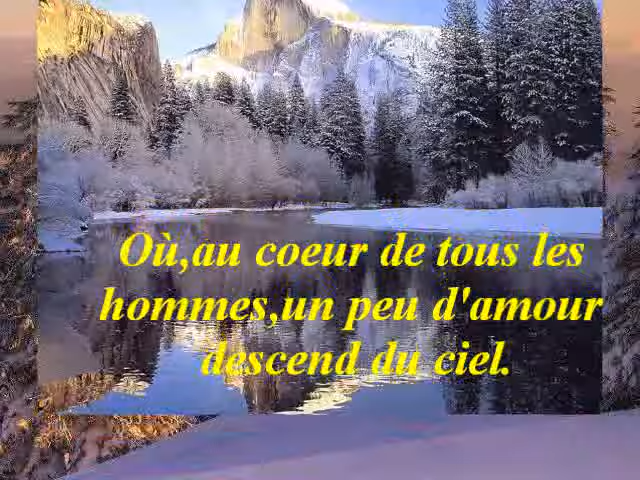 Où,au coeur de tous les
hommes,un peu d'amour
descend du ciel.